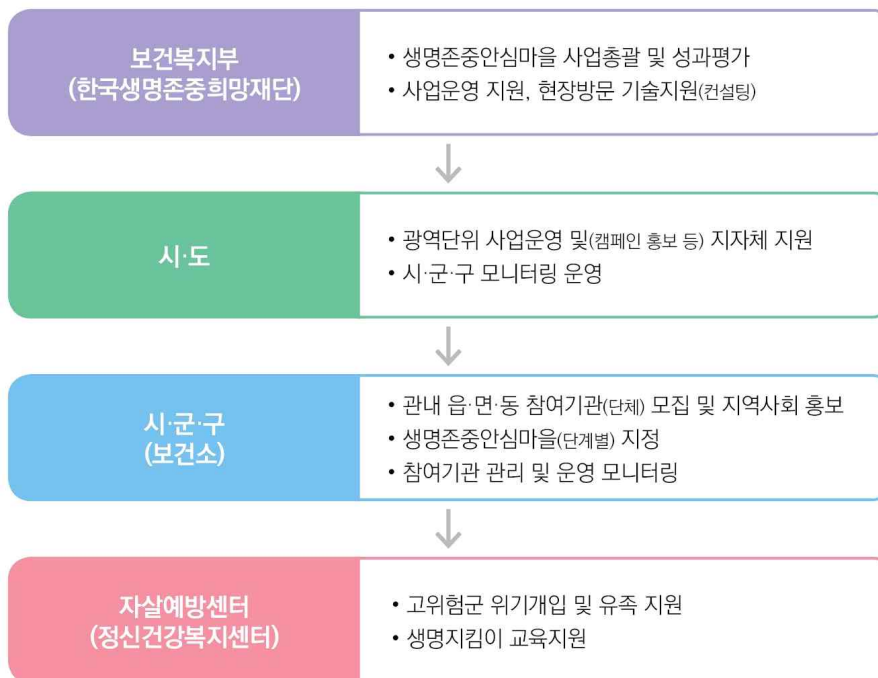 보건복지부
(한국생명존중희망재단)
• 생명존중안심마을 사업총괄 및 성과평가
• 사업운영 지원, 현장방문 기술지원(컨설팅)
시·도
• 광역단위 사업운영 및(캠페인 홍보 등) 지자체 지원
• 시·군·구 모니터링 운영
시·군·구
(보건소)
• 관내 읍·면·동 참여기관(단체) 모집 및 지역사회 홍보
• 생명존중안심마을(단계별) 지정
• 참여기관 관리 및 운영 모니터링
자살예방센터
(정신건강복지센터)
• 고위험군 위기개입 및 유족 지원
• 생명지킴이 교육지원